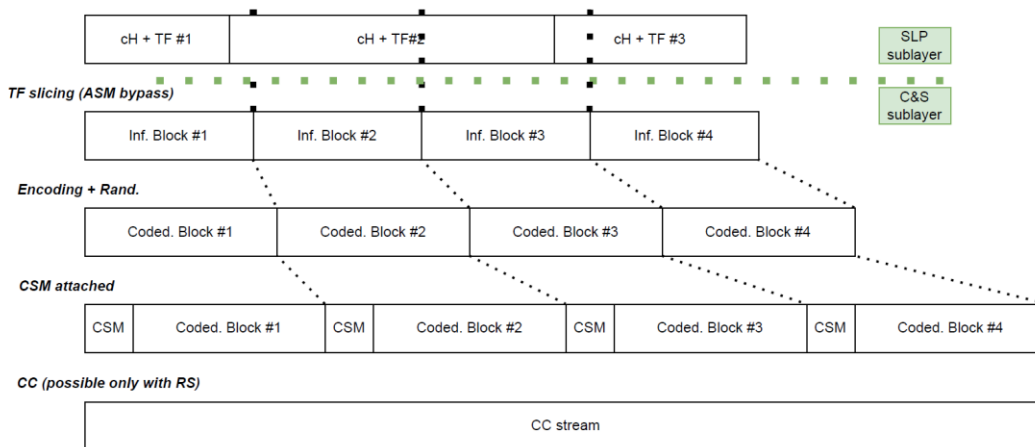 cH + TF #1
cH + TF#2
cH + TF #3
SLP
sublayer
TF slicing (ASM bypass)
C&S
sublayer
Inf. Block #1
Inf. Block #2
Inf. Block #3
Inf. Block #4
Encoding + Rand.
Coded. Block #1
Coded. Block #2
Coded. Block #3
Coded. Block #4
CSM attached
CSM
Coded. Block #1
CSM
Coded. Block #2
CSM
Coded. Block #3
CSM
Coded. Block #4
CC (possible only with RS)
CC stream